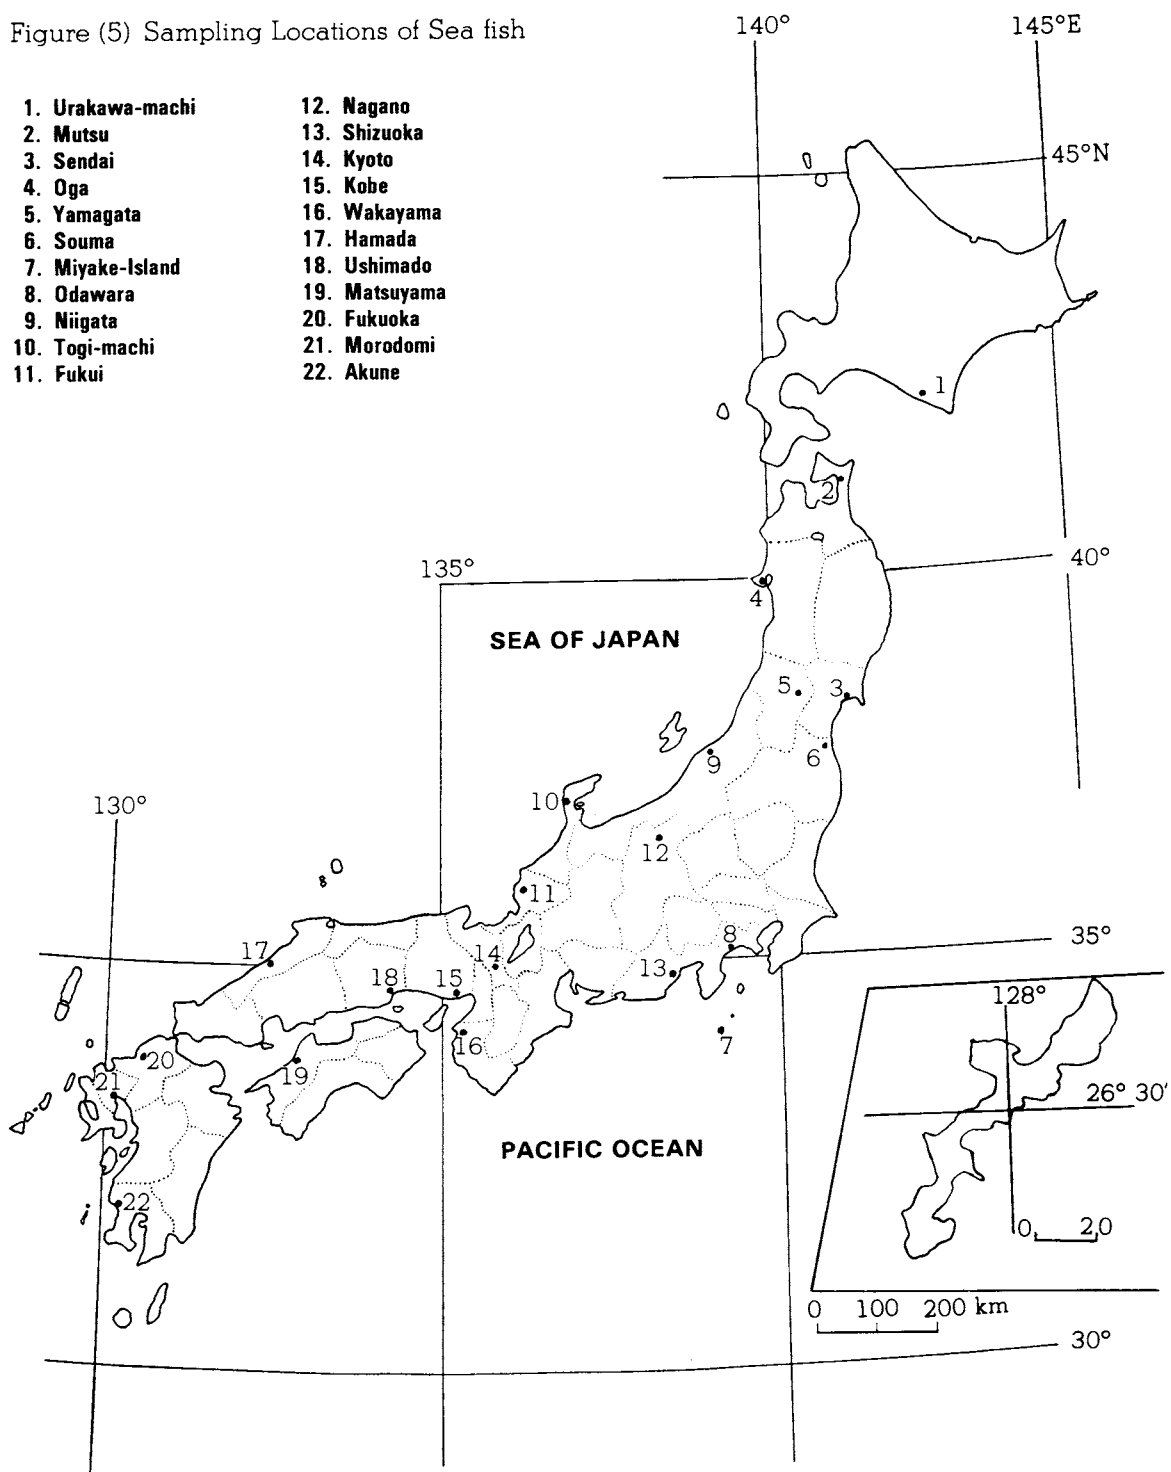 Figure (5) Sampling Locations of Sea fish
1. Urakawa-machi
2. Mutsu
3. Sendai
4. Oga
5. Yamagata
6. Souma
7. Miyake-Island
8. Odawara
9. Niigata
10. Togi-machi
11. Fukui
12. Nagano
13. Shizuoka
14. Kyoto
15. Kobe
16. Wakayama
17. Hamada
18. Ushimado
19. Matsuyama
20. Fukuoka
21. Morodomi
22. Akune
140°
145°E
45°N
1
2
135°
40°
4
SEA OF JAPAN
5
3
9
6
10
130°
12
11
8
35°
17
14
13
18
15
128°
16
7
20
19
21
26° 30'
PACIFIC OCEAN
22
0 20
0 100 200 km
30°